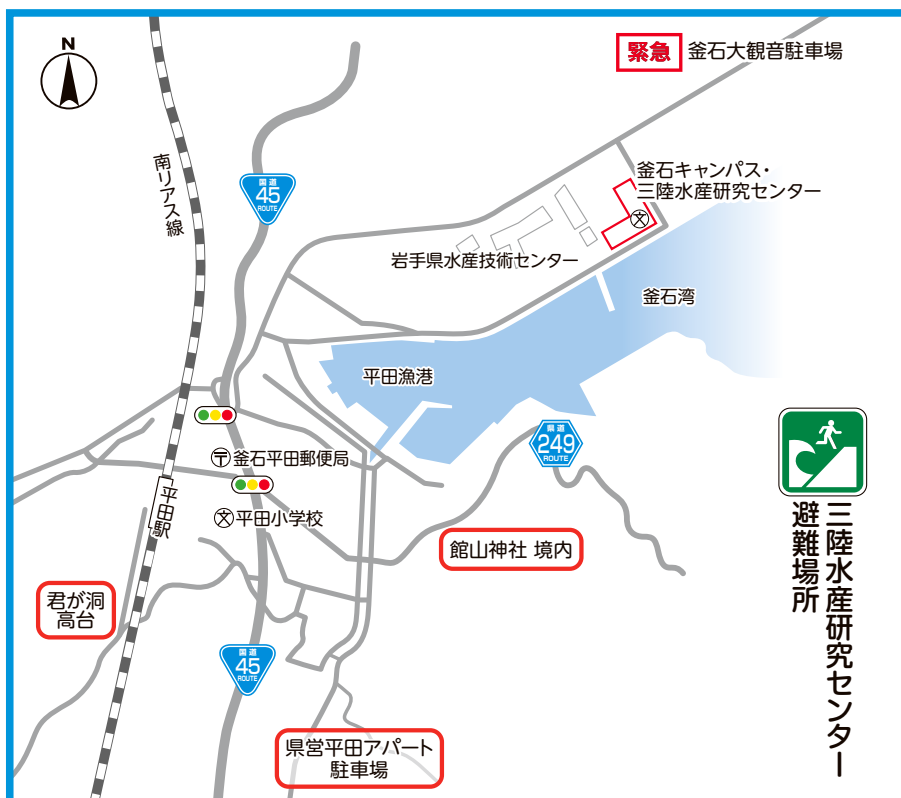 N
緊急 釜石大観音駐車場
南リアス線
国道
45
ROUTE
釜石キャンパス・
三陸水産研究センター
文
岩手県水産技術センター
釜石湾
平田漁港
県道
249
ROUTE
〒釜石平田郵便局
平田駅
文平田小学校
館山神社 境内
君が洞
高台
国道
45
ROUTE
県営平田アパート
駐車場
三陸水産研究センター
避難場所